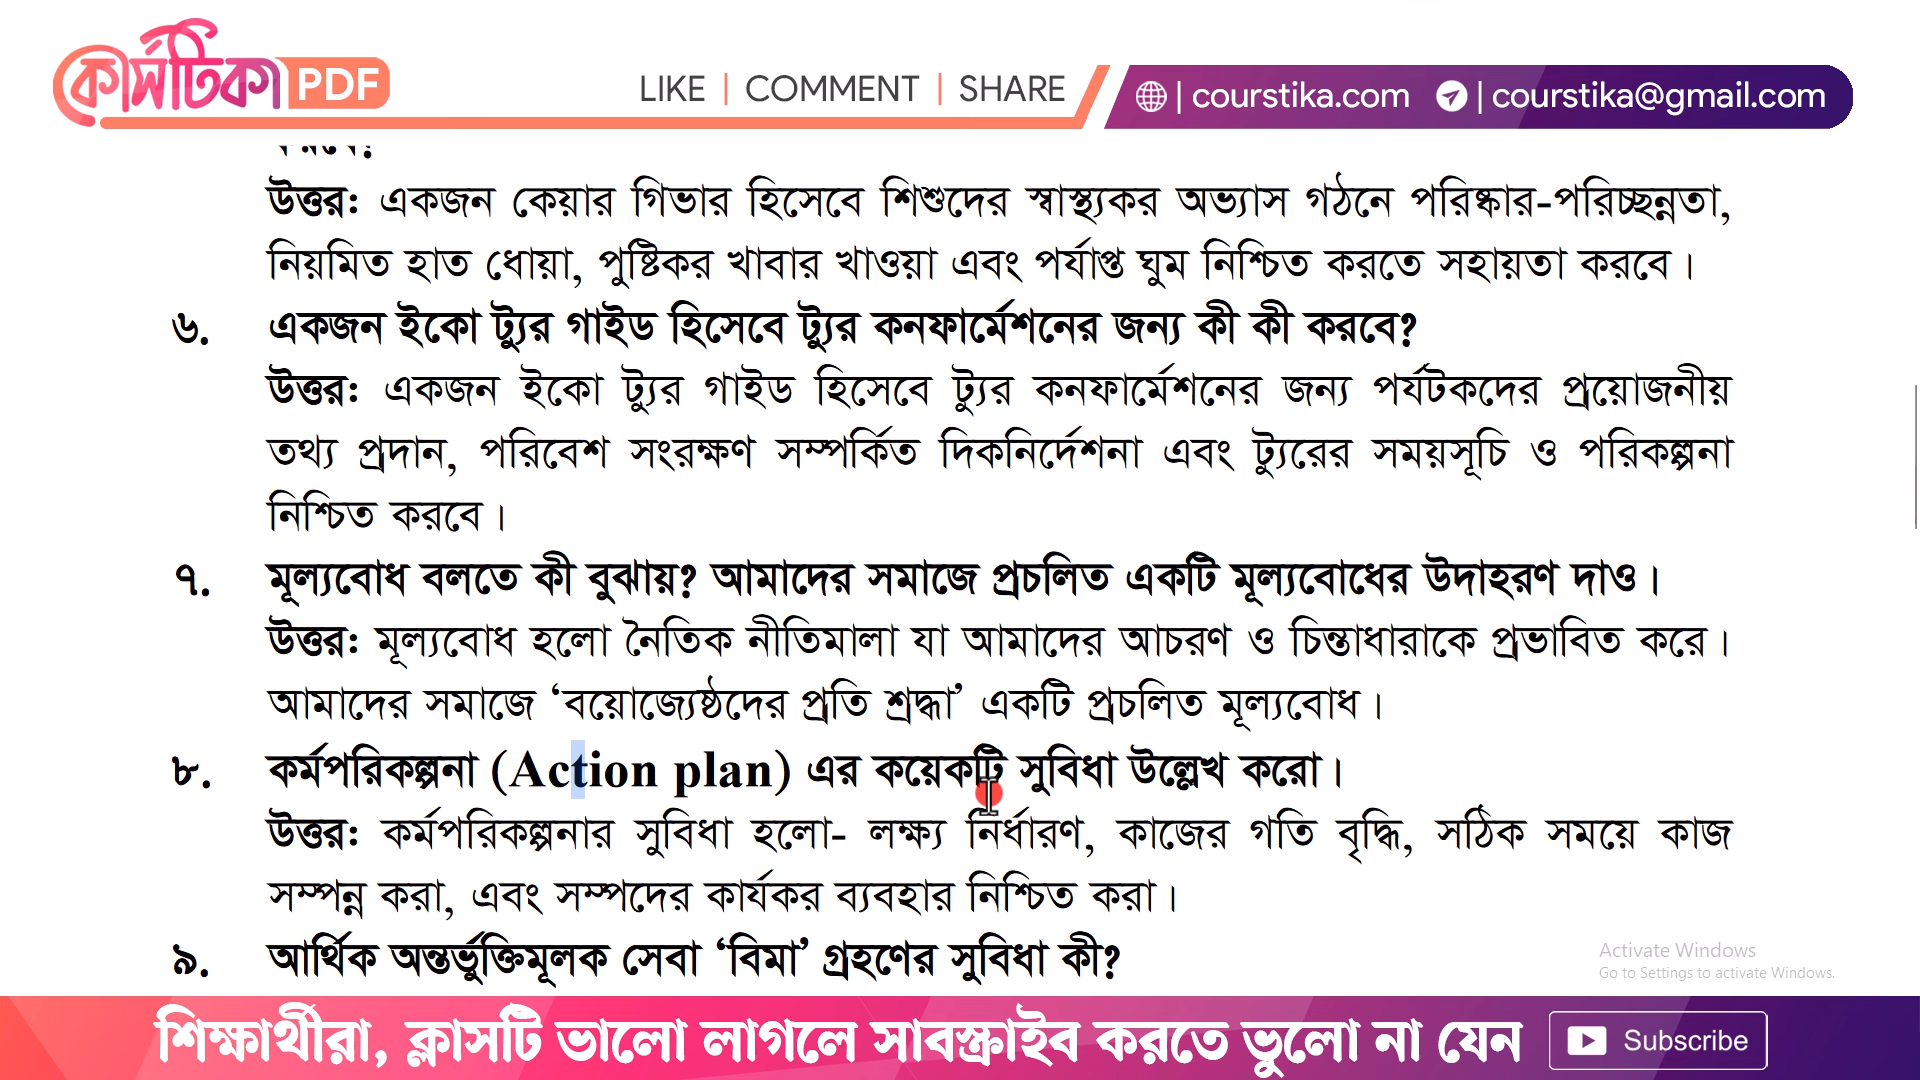 কোর্সটিকা PDF
LIKE | COMMENT | SHARE
| courstika.com | courstika@gmail.com
উত্তর: একজন কেয়ার গিভার হিসেবে শিশুদের স্বাস্থ্যকর অভ্যাস গঠনে পরিষ্কার-পরিচ্ছন্নতা,
নিয়মিত হাত ধোয়া, পুষ্টিকর খাবার খাওয়া এবং পর্যাপ্ত ঘুম নিশ্চিত করতে সহায়তা করবে।
৬. একজন ইকো ট্যুর গাইড হিসেবে ট্যুর কনফার্মেশনের জন্য কী কী করবে?
উত্তর: একজন ইকো ট্যুর গাইড হিসেবে ট্যুর কনফার্মেশনের জন্য পর্যটকদের প্রয়োজনীয়
তথ্য প্রদান, পরিবেশ সংরক্ষণ সম্পর্কিত দিকনির্দেশনা এবং ট্যুরের সময়সূচি ও পরিকল্পনা
নিশ্চিত করবে।
৭. মূল্যবোধ বলতে কী বুঝায়? আমাদের সমাজে প্রচলিত একটি মূল্যবোধের উদাহরণ দাও।
উত্তর: মূল্যবোধ হলো নৈতিক নীতিমালা যা আমাদের আচরণ ও চিন্তাধারাকে প্রভাবিত করে।
আমাদের সমাজে ‘বয়োজ্যেষ্ঠদের প্রতি শ্রদ্ধা’ একটি প্রচলিত মূল্যবোধ।
৮. কর্মপরিকল্পনা (Action plan) এর কয়েকটি সুবিধা উল্লেখ করো।
উত্তর: কর্মপরিকল্পনার সুবিধা হলো- লক্ষ্য নির্ধারণ, কাজের গতি বৃদ্ধি, সঠিক সময়ে কাজ
সম্পন্ন করা, এবং সম্পদের কার্যকর ব্যবহার নিশ্চিত করা।
৯. আর্থিক অন্তর্ভুক্তিমূলক সেবা ‘বিমা’ গ্রহণের সুবিধা কী?
Activate Windows
Go to Settings to activate Windows.
শিক্ষার্থীরা, ক্লাসটি ভালো লাগলে সাবস্ক্রাইব করতে ভুলো না যেন
Subscribe